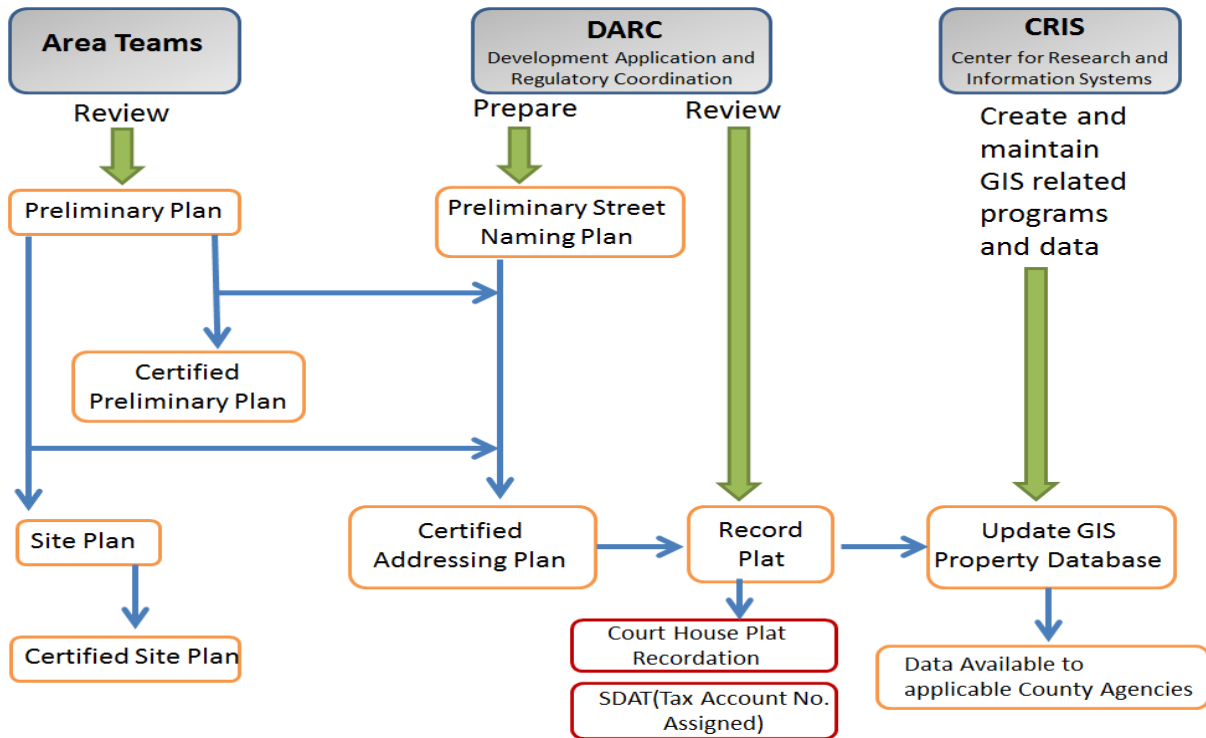 Area Teams
DARC
Development Application and
Regulatory Coordination
CRIS
Center for Research and
Information Systems
Review
Prepare
Review
Create and
maintain
GIS related
programs
and data
Preliminary Plan
Preliminary Street
Naming Plan
Certified
Preliminary Plan
Site Plan
Certified
Addressing Plan
Record
Plat
Update GIS
Property Database
Certified Site Plan
Court House Plat
Recordation
SDAT(Tax Account No.
Assigned)
Data Available to
applicable County Agencies